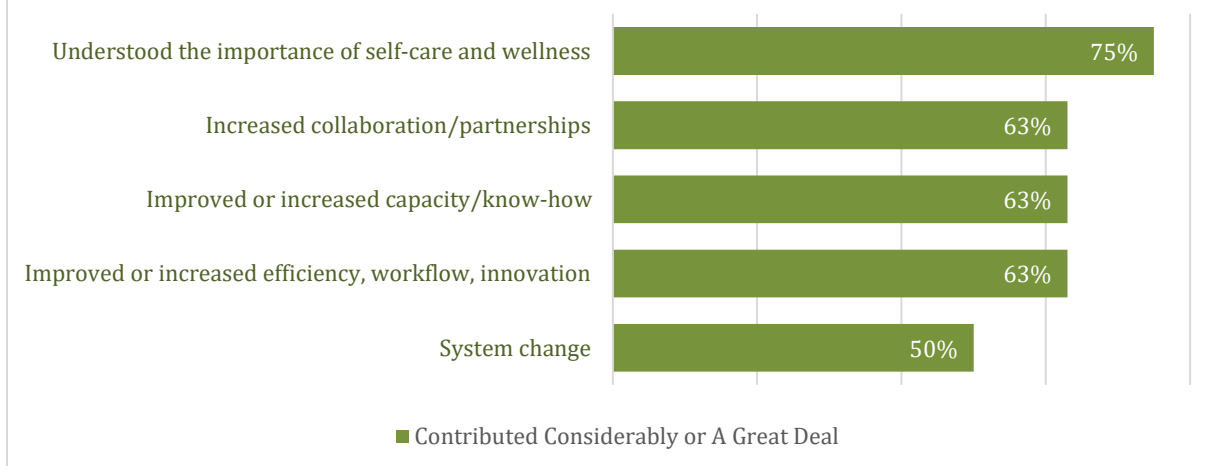 Understood the importance of self-care and wellness
75%
Increased collaboration/partnerships
63%
Improved or increased capacity/know-how
63%
Improved or increased efficiency, workflow, innovation
63%
System change
50%
Contributed Considerably or A Great Deal